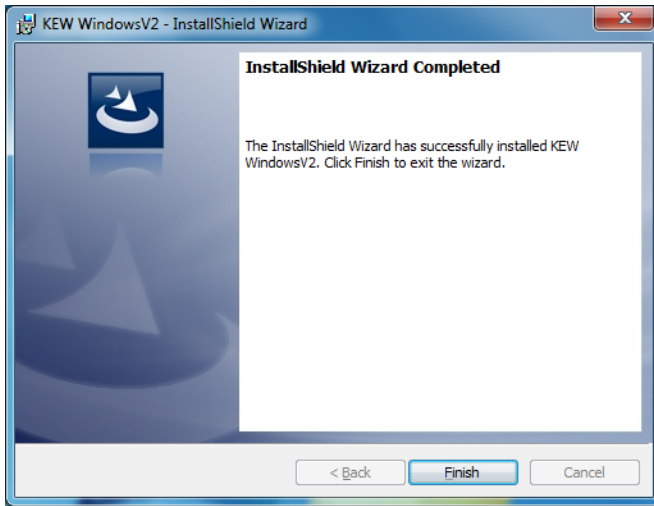 KEW WindowsV2 - InstallShield Wizard
InstallShield Wizard Completed
The InstallShield Wizard has successfully installed KEW
WindowsV2. Click Finish to exit the wizard.
< Back
Finish
Cancel